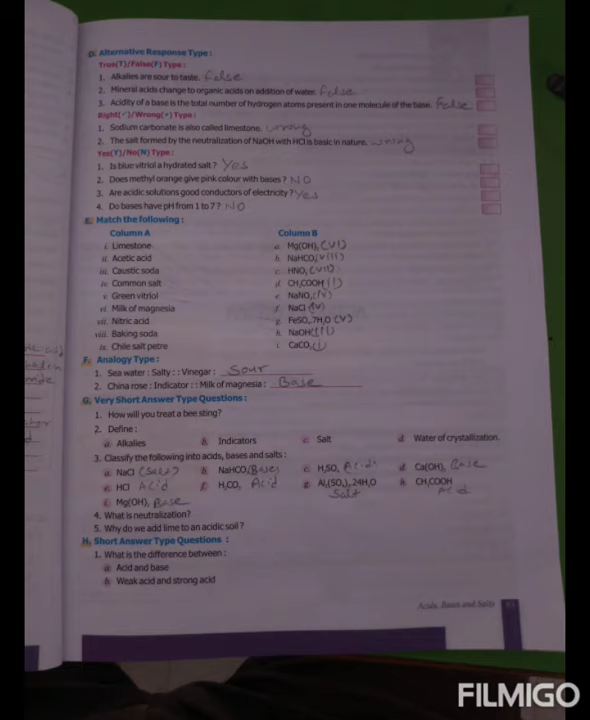 D. Alternative Response Type :
True(T)/False(F) Type :
1. Alkalies are sour to taste. False
2. Mineral acids change to organic acids on addition of water. False
3. Acidity of a base is the total number of hydrogen atoms present in one molecule of the base. False
Right(✓)/Wrong(×) Type :
1. Sodium carbonate is also called limestone. wrong
2. The salt formed by the neutralization of NaOH with HCl is basic in nature. wrong
Yes(Y)/No(N) Type :
1. Is blue vitriol a hydrated salt ? Yes
2. Does methyl orange give pink colour with bases ? NO
3. Are acidic solutions good conductors of electricity ? Yes
4. Do bases have pH from 1 to 7 ? NO
E. Match the following :
Column A Column B
i. Limestone a. Mg(OH)₂ (VI)
ii. Acetic acid b. NaHCO₃ (VIII)
iii. Caustic soda c. HNO₃ (VII)
iv. Common salt d. CH₃COOH
v. Green vitriol e. NaNO₃
vi. Milk of magnesia f. NaCl (IV)
vii. Nitric acid g. FeSO₄.7H₂O (V)
viii. Baking soda h. NaOH (III)
ix. Chile salt petre i. CaCO₃ (I)
F. Analogy Type :
1. Sea water : Salty : : Vinegar : Sour
2. China rose : Indicator : : Milk of magnesia : Base
G. Very Short Answer Type Questions :
1. How will you treat a bee sting?
2. Define :
a. Alkalies b. Indicators c. Salt d. Water of crystallization.
3. Classify the following into acids, bases and salts :
a. NaCl (Salt) b. NaHCO₃ Bases c. H₂SO₄ Acid d. Ca(OH)₂ Base
e. HCl Acid f. H₂CO₃ Acid g. Al₂(SO₄)₃.24H₂O Salt h. CH₃COOH Acid
i. Mg(OH)₂ Base
4. What is neutralization?
5. Why do we add lime to an acidic soil ?
H. Short Answer Type Questions :
1. What is the difference between :
a. Acid and base
b. Weak acid and strong acid
Acids, Bases and Salts
FILMIGO